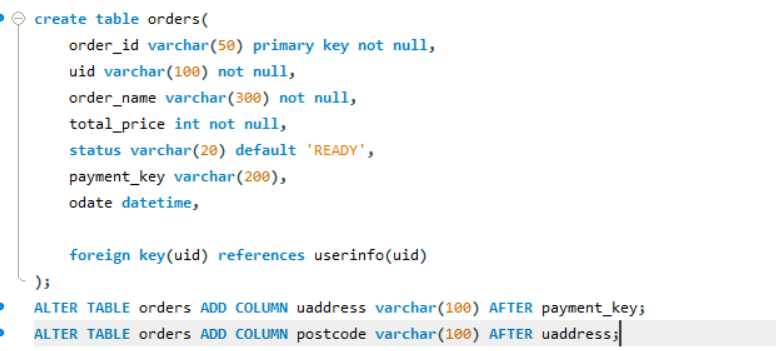 create table orders(
order_id varchar(50) primary key not null,
uid varchar(100) not null,
order_name varchar(300) not null,
total_price int not null,
status varchar(20) default 'READY',
payment_key varchar(200),
odate datetime,
foreign key(uid) references userinfo(uid)
);
ALTER TABLE orders ADD COLUMN uaddress varchar(100) AFTER payment_key;
ALTER TABLE orders ADD COLUMN postcode varchar(100) AFTER uaddress;